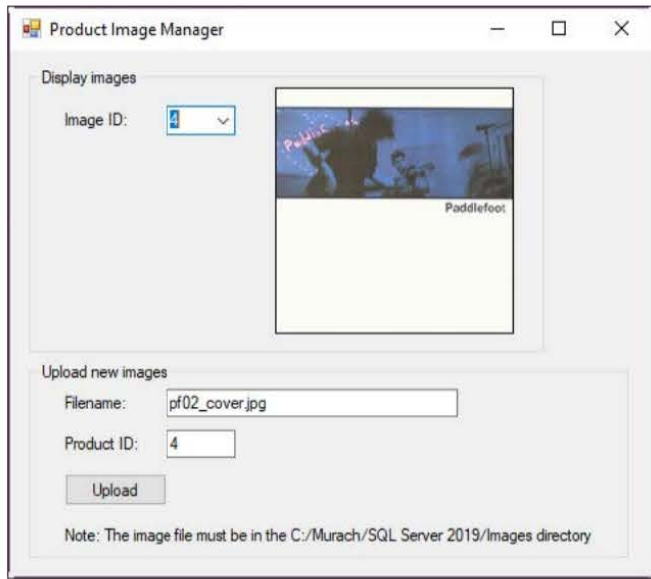 Product Image Manager
Display images
Image ID: 4
Paddlefoot
Upload new images
Filename: pf02_cover.jpg
Product ID: 4
Upload
Note: The image file must be in the C:/Murach/SQL Server 2019/Images directory